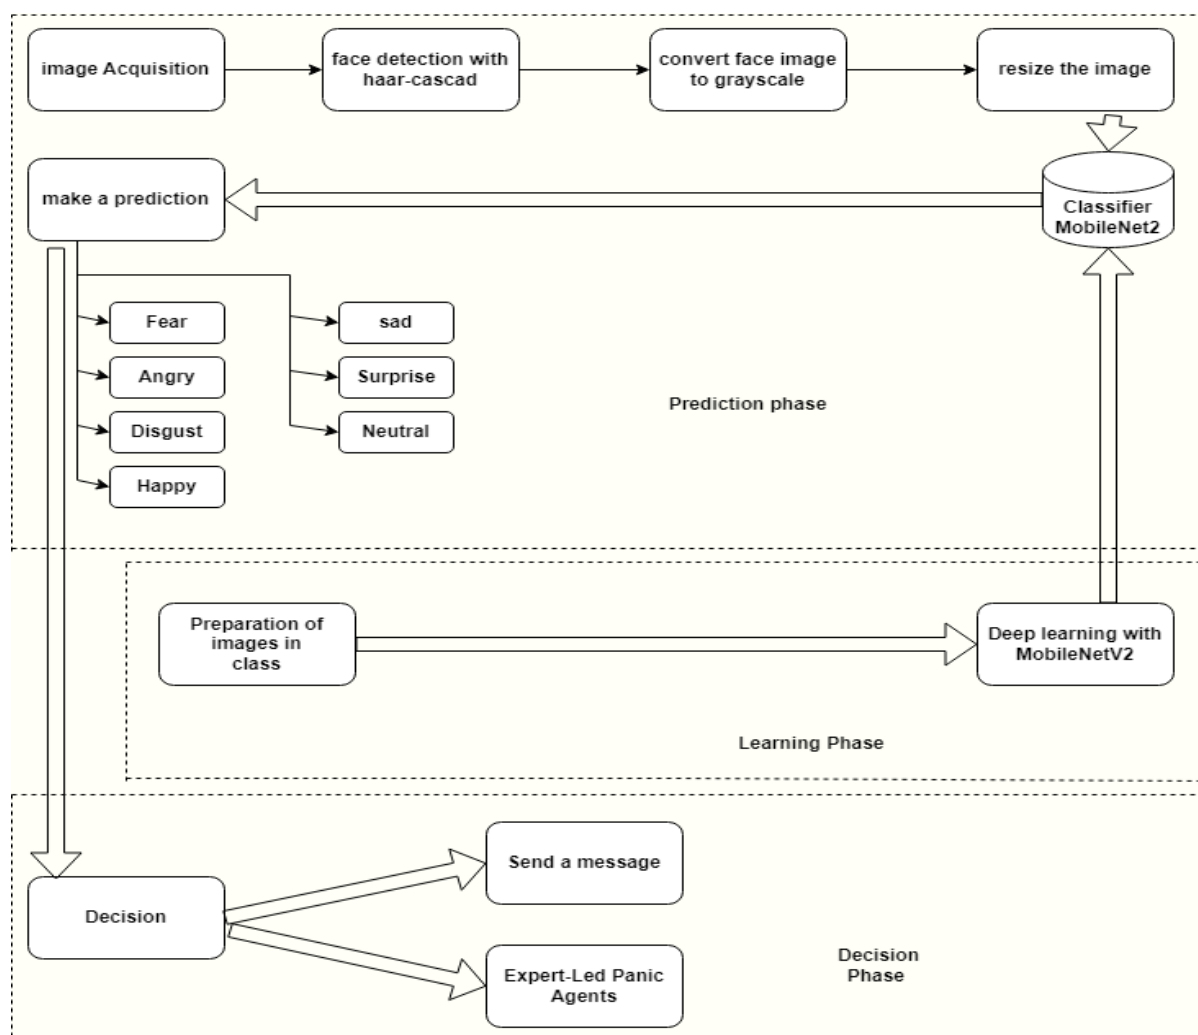 image Acquisition
face detection with
haar-cascad
convert face image
to grayscale
resize the image
make a prediction
Classifier
MobileNet2
Fear
sad
Angry
Surprise
Prediction phase
Disgust
Neutral
Happy
Preparation of
images in
class
Deep learning with
MobileNetV2
Learning Phase
Send a message
Decision
Expert-Led Panic
Agents
Decision
Phase